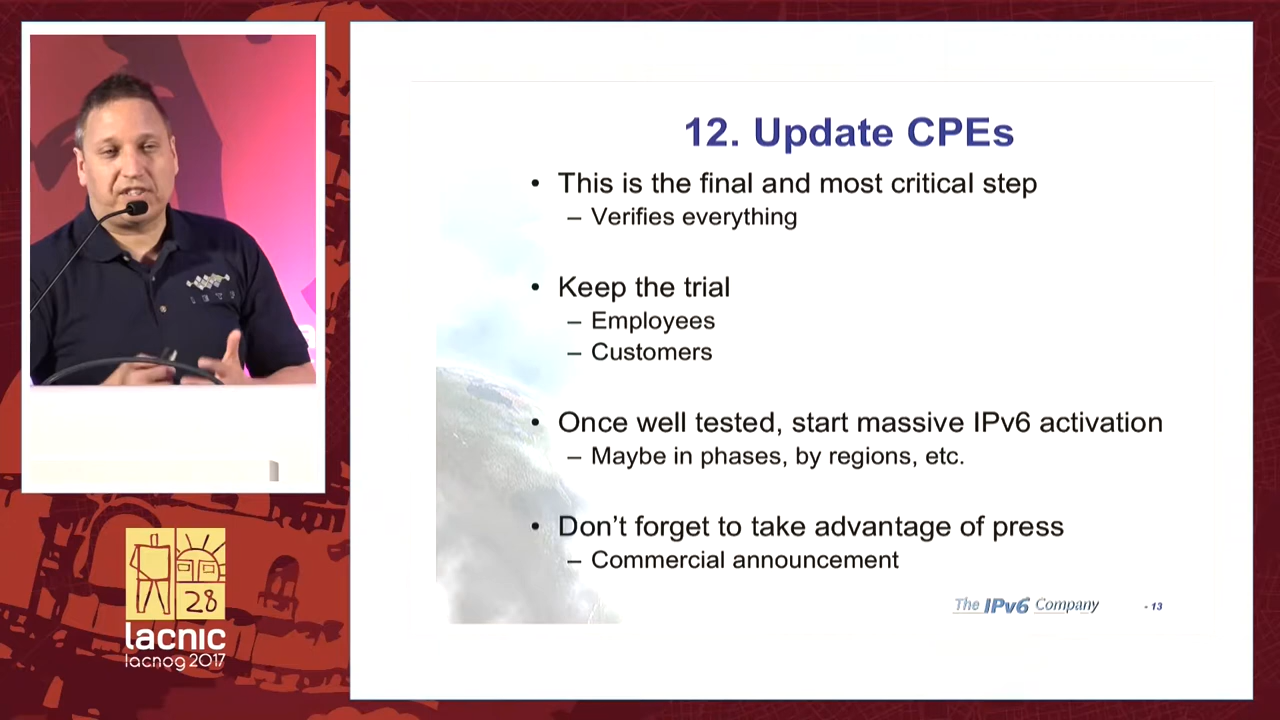 12. Update CPEs
• This is the final and most critical step
– Verifies everything
• Keep the trial
– Employees
– Customers
• Once well tested, start massive IPv6 activation
– Maybe in phases, by regions, etc.
• Don’t forget to take advantage of press
– Commercial announcement
The IPv6 Company
- 13
28
lacnic
lacnog 2017